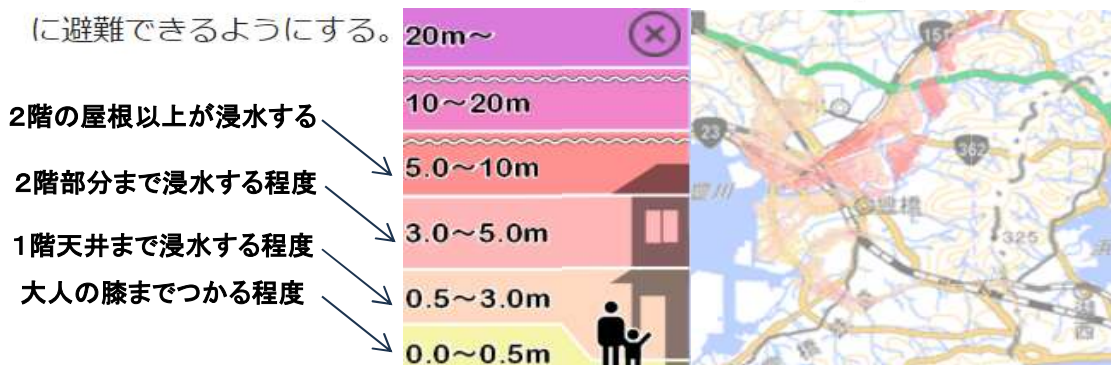 に避難できるようにする。
2階の屋根以上が浸水する
2階部分まで浸水する程度
1階天井まで浸水する程度
大人の膝までつかる程度
20m～
10～20m
5.0～10m
3.0～5.0m
0.5～3.0m
0.0～0.5m
151
23
362
豊川
豊橋
325
湖西